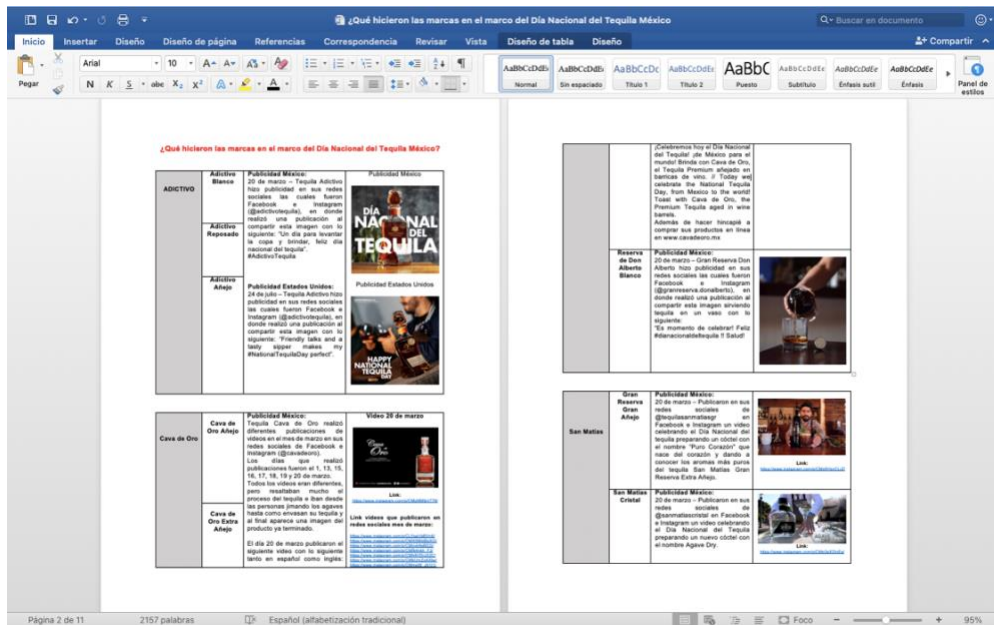 ¿Qué hicieron las marcas en el marco del Día Nacional del Tequila México
Buscar en documento
Inicio
Insertar
Diseño
Diseño de página
Referencias
Correspondencia
Revisar
Vista
Diseño de tabla
Diseño
Compartir
Pegar
Arial
10
N K S abc X₂ X²
AaBbCcDdEe
Normal
Sin espaciado
Título 1
Título 2
Puesto
Subtítulo
Énfasis sutil
Énfasis
Panel de
estilos
¿Qué hicieron las marcas en el marco del Día Nacional del Tequila México?
ADICTIVO
Adictivo
Blanco
Adictivo
Reposado
Adictivo
Añejo
Publicidad México:
20 de marzo – Tequila Adictivo
hizo publicidad en sus redes
sociales las cuales fueron
Facebook e Instagram
(@adictivotequila), en donde
realizó una publicación al
compartir esta imagen con lo
siguiente: "Un día para levantar
la copa y brindar, feliz día
nacional del tequila".
#AdictivoTequila
Publicidad Estados Unidos:
24 de julio – Tequila Adictivo hizo
publicidad en sus redes sociales
las cuales fueron Facebook e
Instagram (@adictivotequila), en
donde realizó una publicación al
compartir esta imagen con lo
siguiente: "Friendly talks and a
tasty sipper makes my
#NationalTequilaDay perfect".
Publicidad México
DÍA
NACIONAL
DEL
TEQUILA
Publicidad Estados Unidos
HAPPY
NATIONAL
TEQUILA
DAY
Cava de Oro
Cava de
Oro Añejo
Cava de
Oro Extra
Añejo
Publicidad México:
Tequila Cava de Oro realizó
diferentes publicaciones de
videos en el mes de marzo en sus
redes sociales de Facebook e
Instagram (@cavadeoro).
Los días que realizó
publicaciones fueron el 1, 13, 15,
16, 17, 18, 19 y 20 de marzo.
Todos los videos eran diferentes,
pero resaltaban mucho el
proceso del tequila e iban desde
las personas jimando los agaves
hasta como envasan su tequila y
al final aparece una imagen del
producto ya terminado.
El día 20 de marzo publicaron el
siguiente video con lo siguiente
tanto en español como inglés:
Video 20 de marzo
Cava
de
Oro
Link:
Link videos que publicaron en
redes sociales mes de marzo:
¡Celebremos hoy el Día Nacional
del Tequila! ¡de México para el
mundo! Brinda con Cava de Oro,
el Tequila Premium añejado en
barricas de vino. // Today we
celebrate the National Tequila
Day, from Mexico to the world!
Toast with Cava de Oro, the
Premium Tequila aged in wine
barrels.
Además de hacer hincapié a
comprar sus productos en línea
en www.cavadeoro.mx
Reserva
de Don
Alberto
Blanco
Publicidad México:
20 de marzo – Gran Reserva Don
Alberto hizo publicidad en sus
redes sociales las cuales fueron
Facebook e Instagram
(@granreserva.donalberto), en
donde realizó una publicación al
compartir esta imagen sirviendo
tequila en un vaso con lo
siguiente:
"Es momento de celebrar! Feliz
#dianacionaldeltequila !! Salud!
San Matías
Gran
Reserva
Gran
Añejo
Publicidad México:
20 de marzo – Publicaron en sus
redes sociales de
@tequilasanmatiasgr en
Facebook e Instagram un video
celebrando el Día Nacional del
tequila preparando un cóctel con
el nombre "Puro Corazón" que
nace del corazón y dando a
conocer los aromas más puros
del tequila San Matías Gran
Reserva Extra Añejo.
Link:
San Matías
Cristal
Publicidad México:
20 de marzo – Publicaron en sus
redes sociales de
@sanmatiascristal en Facebook
e Instagram un video celebrando
el Día Nacional del Tequila
preparando un nuevo cóctel con
el nombre Agave Dry.
Link:
Página 2 de 11
2157 palabras
Español (alfabetización tradicional)
Foco
95%